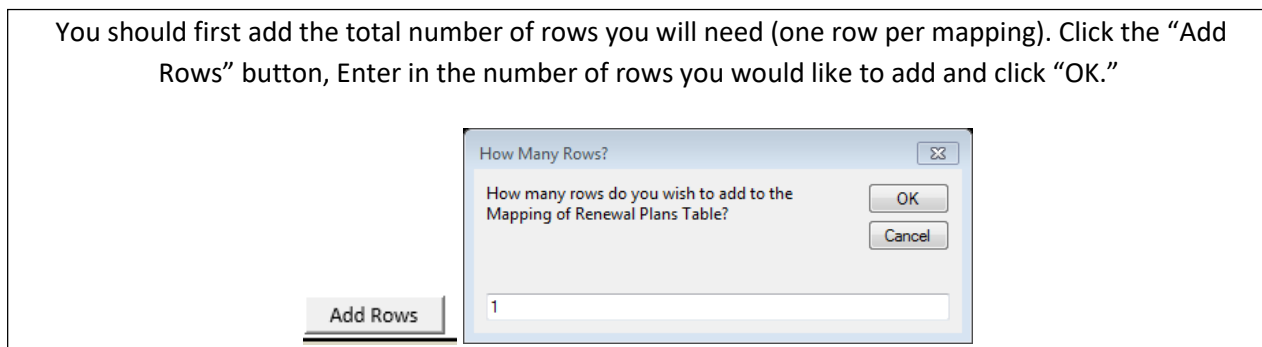 You should first add the total number of rows you will need (one row per mapping). Click the “Add
Rows” button, Enter in the number of rows you would like to add and click “OK.”
How Many Rows?
How many rows do you wish to add to the
Mapping of Renewal Plans Table?
OK
Cancel
Add Rows
1